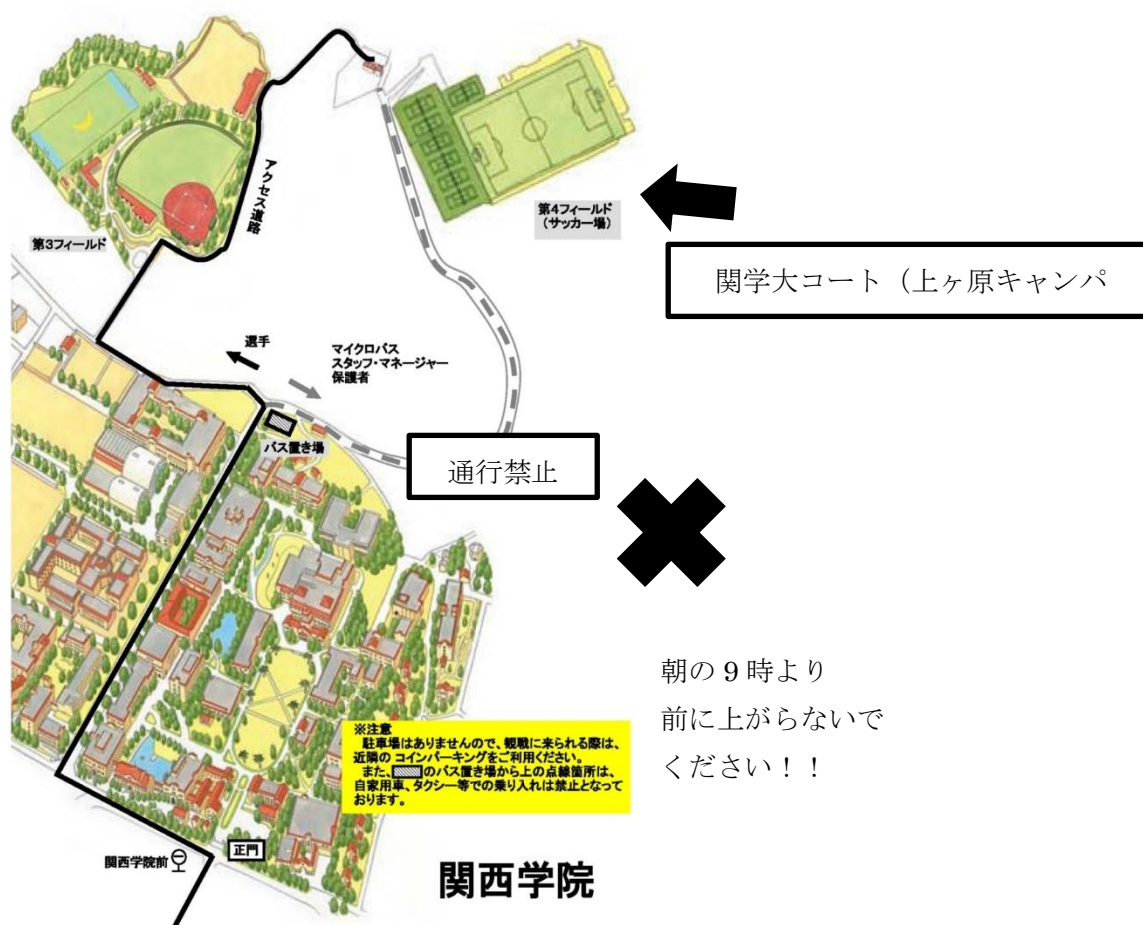 アクセス道路
第4フィールド
(サッカー場)
第3フィールド
関学大コート（上ヶ原キャンパ
選手
マイクロバス
スタッフ・マネージャー
保護者
バス置き場
通行禁止
朝の 9 時より
前に上がらないで
ください！！
※注意
駐車場はありませんので、観戦に来られる際は、
近隣の コインパーキングをご利用ください。
また、のバス置き場から上の点線箇所は、
自家用車、タクシー等での乗り入れは禁止となって
おります。
関西学院前
正門
関西学院